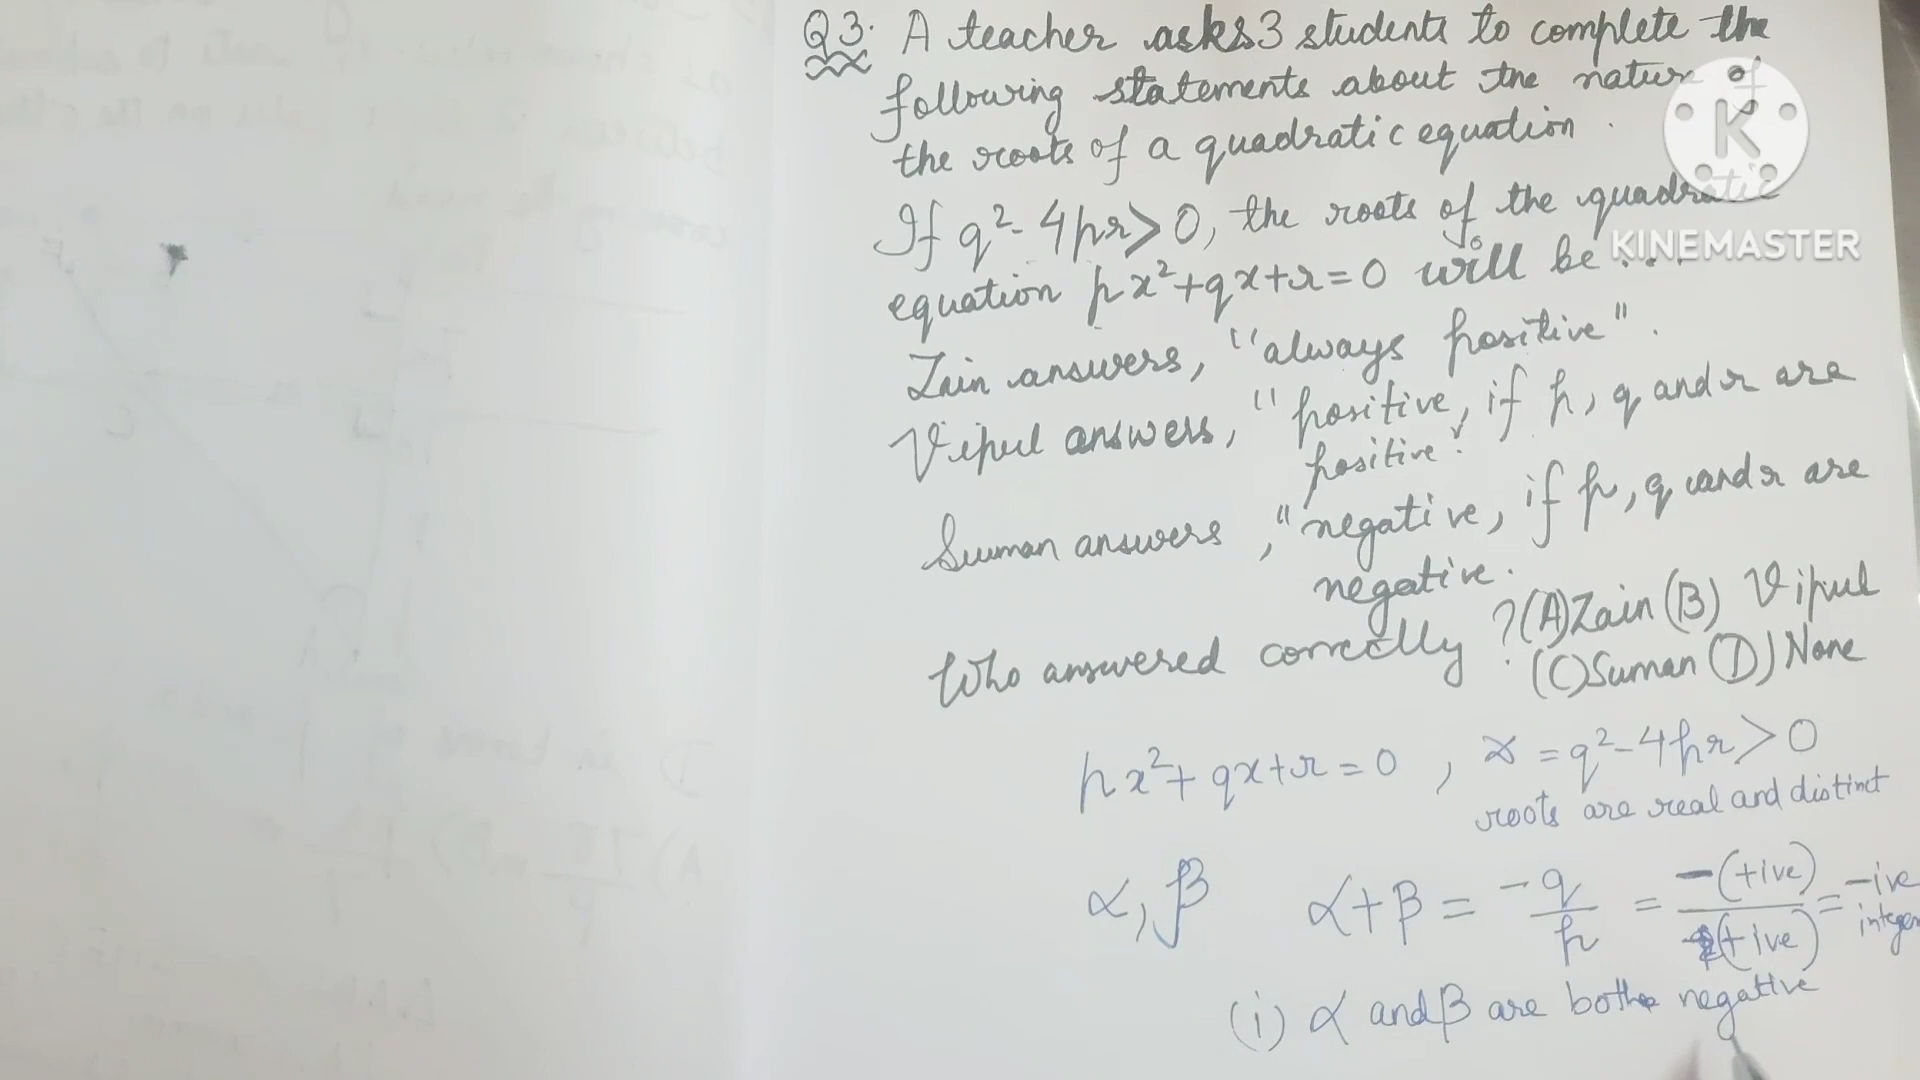 Q3. A teacher asks 3 students to complete the
following statements about the nature of
the roots of a quadratic equation.
If q²-4pr>0, the roots of the quadratic
equation px²+qx+r=0 will be ...
KINEMASTER
Zain answers, "always positive".
Vipul answers, "positive, if p, q and r are
positive".
Suman answers, "negative, if p, q and r are
negative.
Who answered correctly? (A) Zain (B) Vipul
(C) Suman (D) None
px²+qx+r=0, α = q²-4pr>0
roots are real and distinct
α, β α+β = -q/p = -(+ive)/(+ive) = -ive integer
(i) α and β are both negative